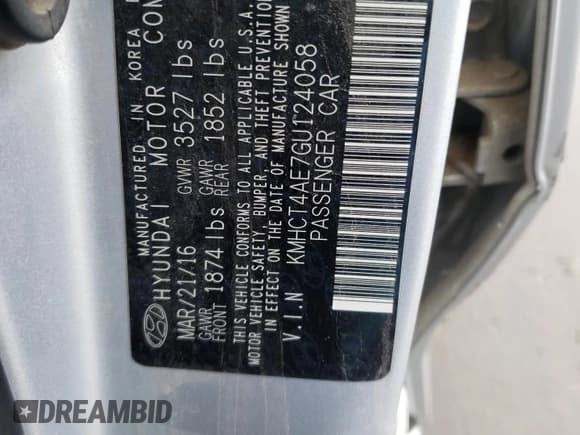 MANUFACTURED IN KOREA
HYUNDAI MOTOR COM
MAR/21/16 GVWR 3527 lbs
GAWR FRONT 1874 lbs GAWR REAR 1852 lbs
THIS VEHICLE CONFORMS TO ALL APPLICABLE U.S.A.
MOTOR VEHICLE SAFETY, BUMPER, AND THEFT PREVENTION
IN EFFECT ON THE DATE OF MANUFACTURE SHOWN
V.I.N KMHCT4AE7GU124058
PASSENGER CAR
DREAMBID